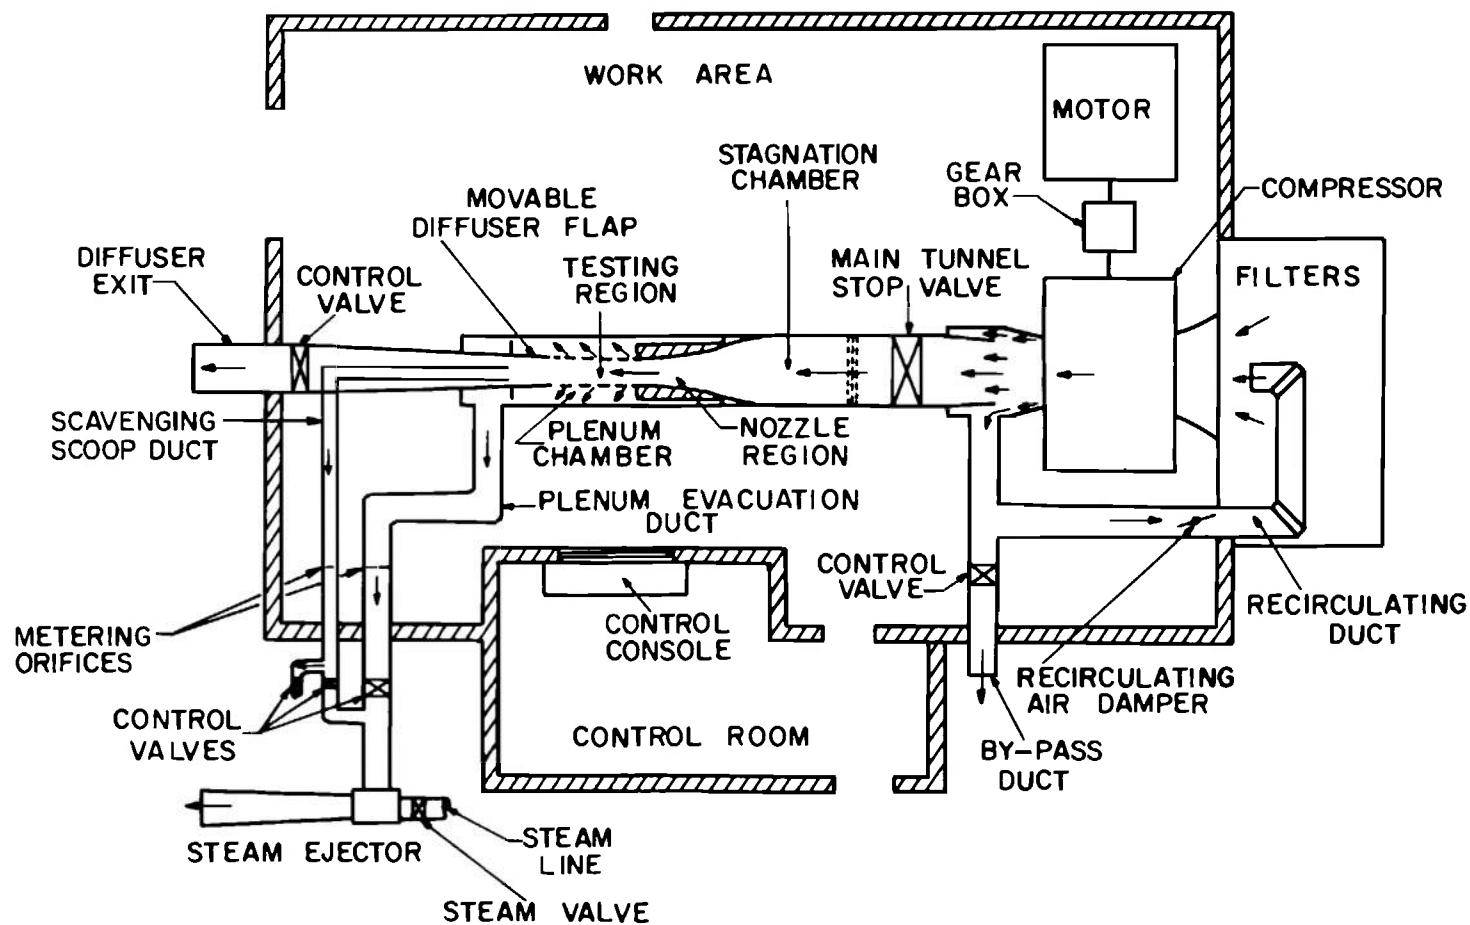 WORK AREA
MOTOR
STAGNATION
CHAMBER
GEAR
BOX
COMPRESSOR
MOVABLE
DIFFUSER FLAP
DIFFUSER
EXIT
CONTROL
VALVE
TESTING
REGION
MAIN TUNNEL
STOP VALVE
FILTERS
SCAVENGING
SCOOP DUCT
PLENUM
CHAMBER
NOZZLE
REGION
PLENUM EVACUATION
DUCT
CONTROL
VALVE
RECIRCULATING
DUCT
METERING
ORIFICES
CONTROL
CONSOLE
RECIRCULATING
AIR DAMPER
CONTROL
VALVES
CONTROL ROOM
BY-PASS
DUCT
STEAM EJECTOR
STEAM
LINE
STEAM VALVE